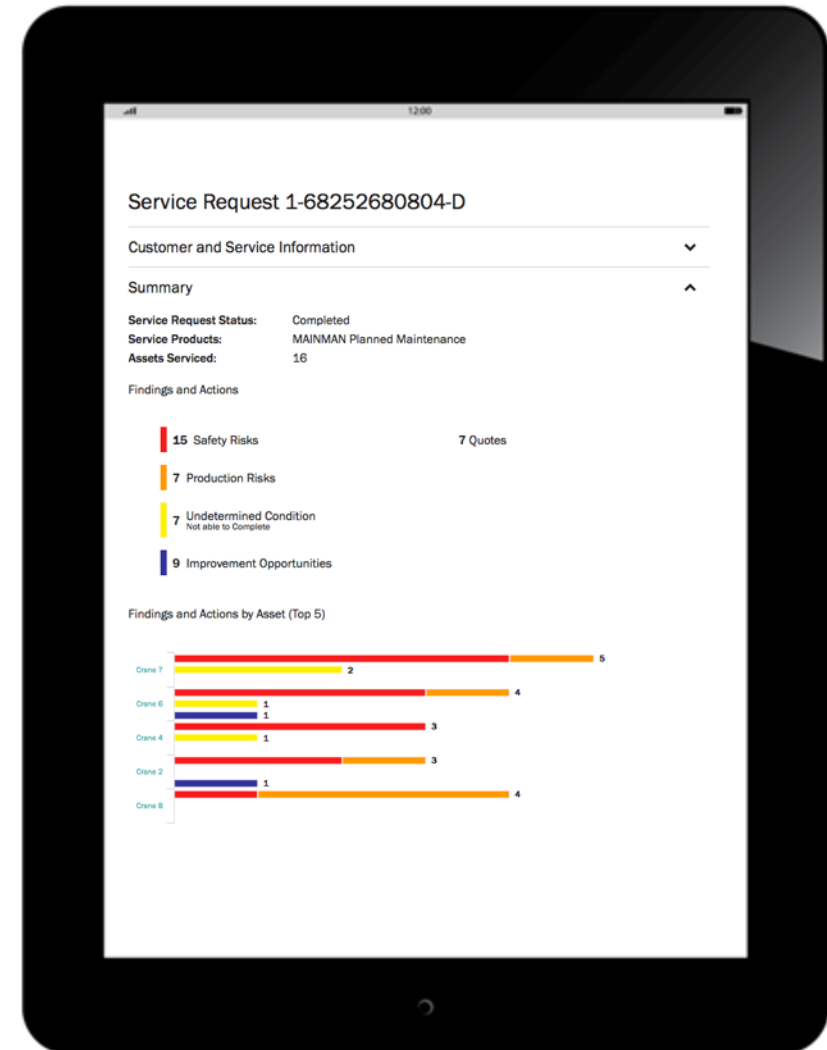 12:00
Service Request 1-68252680804-D
Customer and Service Information
Summary
Service Request Status: Completed
Service Products: MAINMAN Planned Maintenance
Assets Serviced: 16
Findings and Actions
15 Safety Risks 7 Quotes
7 Production Risks
7 Undetermined Condition
Not able to Complete
9 Improvement Opportunities
Findings and Actions by Asset (Top 5)
5
Crane 7 2
4
Crane 6 1
1
3
Crane 4 1
3
Crane 2
1
4
Crane 8